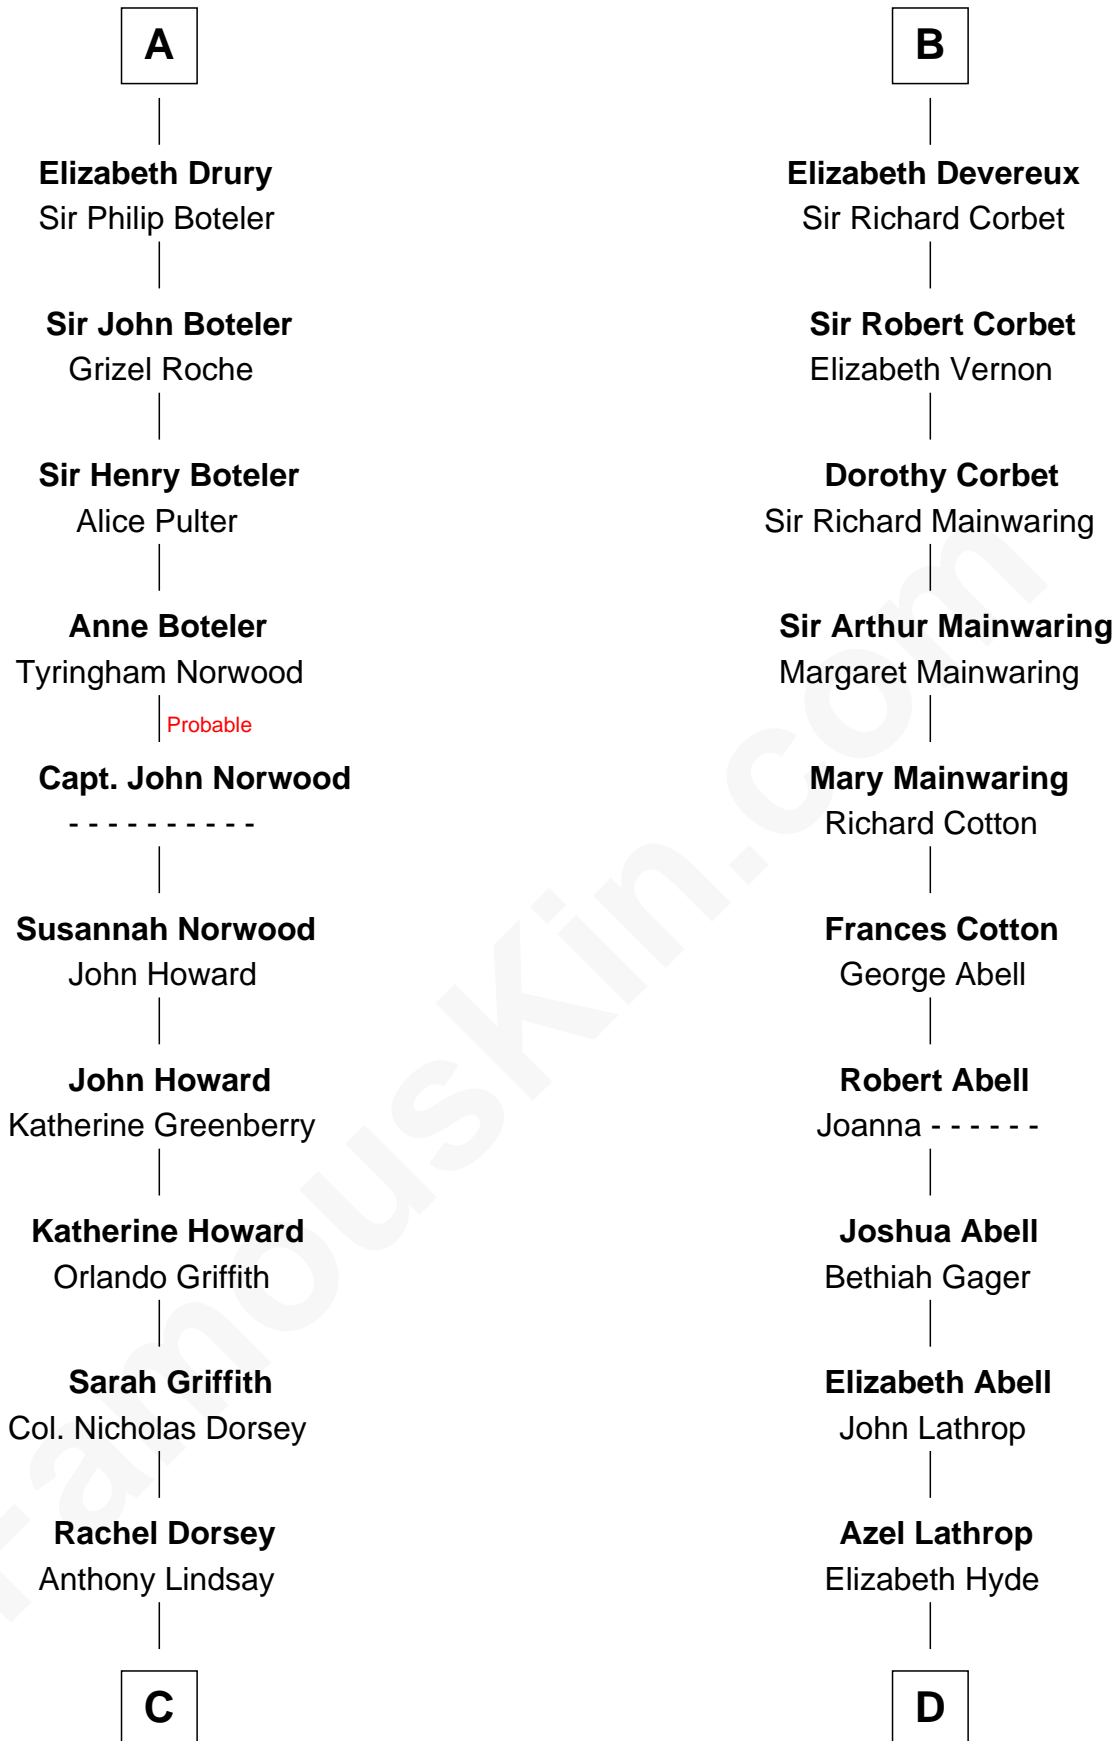 A
Elizabeth Drury
Sir Philip Boteler
Sir John Boteler
Grizel Roche
Sir Henry Boteler
Alice Pulter
Anne Boteler
Tyringham Norwood
Probable
Capt. John Norwood
- - - - - - - - - -
Susannah Norwood
John Howard
John Howard
Katherine Greenberry
Katherine Howard
Orlando Griffith
Sarah Griffith
Col. Nicholas Dorsey
Rachel Dorsey
Anthony Lindsay
C
B
Elizabeth Devereux
Sir Richard Corbet
Sir Robert Corbet
Elizabeth Vernon
Dorothy Corbet
Sir Richard Mainwaring
Sir Arthur Mainwaring
Margaret Mainwaring
Mary Mainwaring
Richard Cotton
Frances Cotton
George Abell
Robert Abell
Joanna - - - - - -
Joshua Abell
Bethiah Gager
Elizabeth Abell
John Lathrop
Azel Lathrop
Elizabeth Hyde
D
FamousKin.com